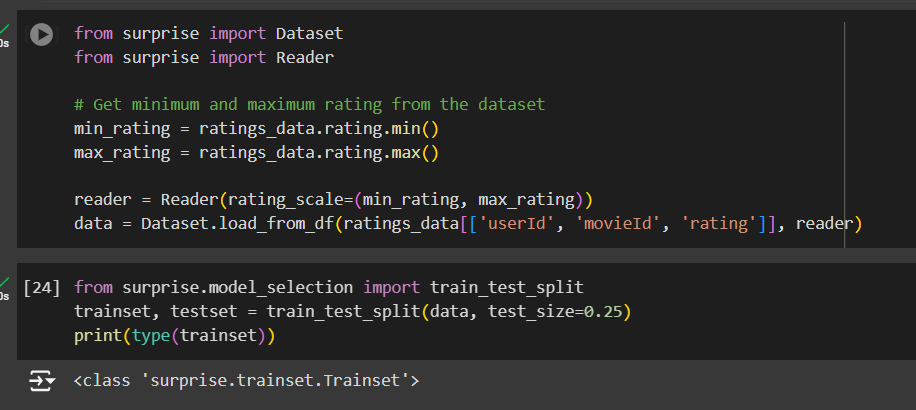 from surprise import Dataset
0s
from surprise import Reader
# Get minimum and maximum rating from the dataset
min_rating = ratings_data.rating.min()
max_rating = ratings_data.rating.max()
reader = Reader(rating_scale=(min_rating, max_rating))
data = Dataset.load_from_df(ratings_data[['userId', 'movieId', 'rating']], reader)
[24] from surprise.model_selection import train_test_split
0s trainset, testset = train_test_split(data, test_size=0.25)
print(type(trainset))
<class 'surprise.trainset.Trainset'>